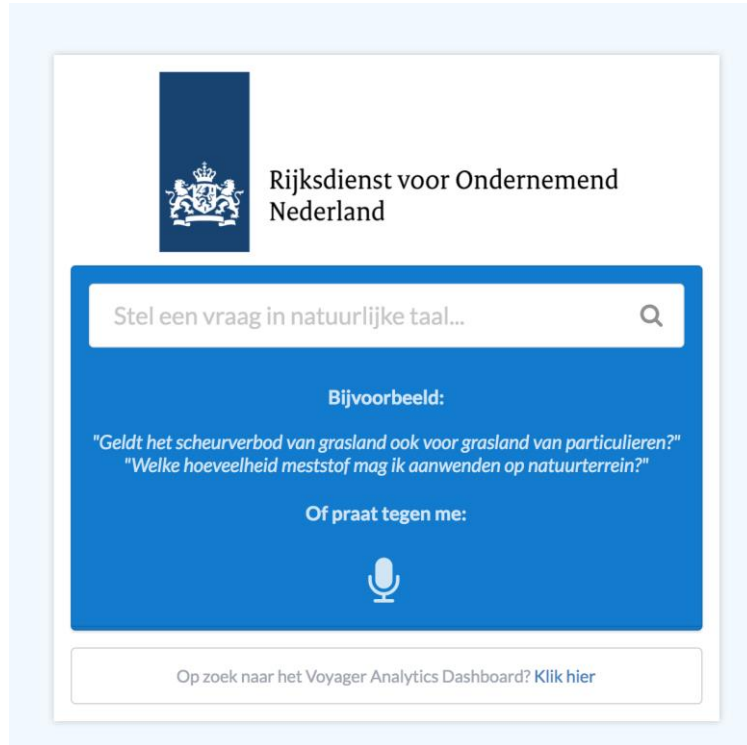 Rijksdienst voor Ondernemend
Nederland
Stel een vraag in natuurlijke taal...
Bijvoorbeeld:
"Geldt het scheurverbod van grasland ook voor grasland van particulieren?"
"Welke hoeveelheid meststof mag ik aanwenden op natuurterrein?"
Of praat tegen me:
Op zoek naar het Voyager Analytics Dashboard? Klik hier